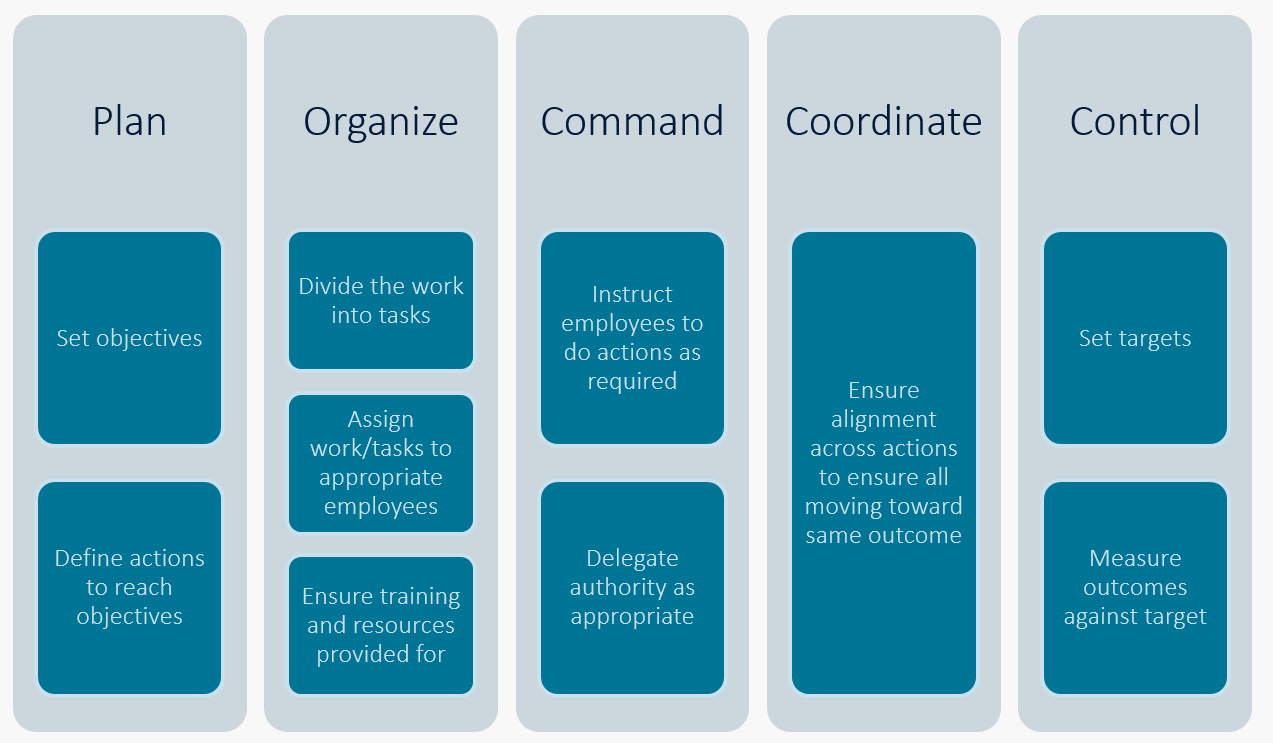 Plan
Set objectives
Define actions
to reach
objectives
Organize
Divide the work
into tasks
Assign
work/tasks to
appropriate
employees
Ensure training
and resources
provided for
Command
Instruct
employees to
do actions as
required
Delegate
authority as
appropriate
Coordinate
Ensure
alignment
across actions
to ensure all
moving toward
same outcome
Control
Set targets
Measure
outcomes
against target